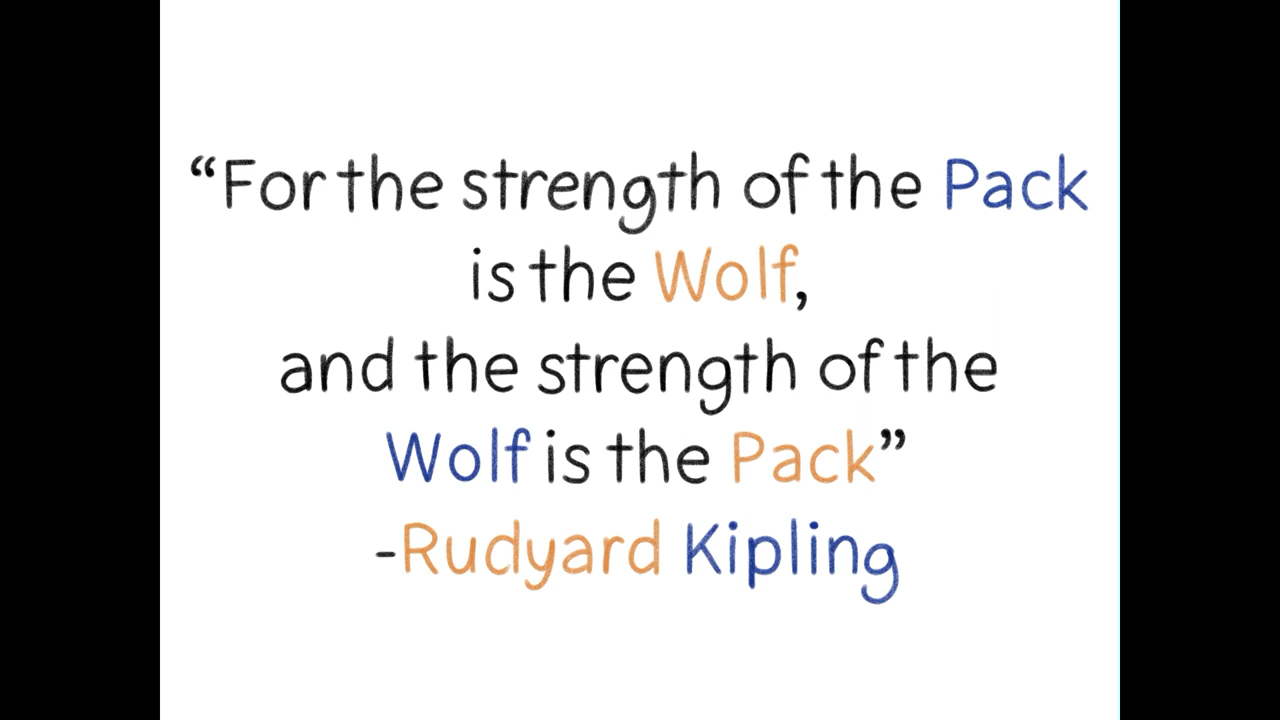 “For the strength of the Pack
is the Wolf,
and the strength of the
Wolf is the Pack”
-Rudyard Kipling